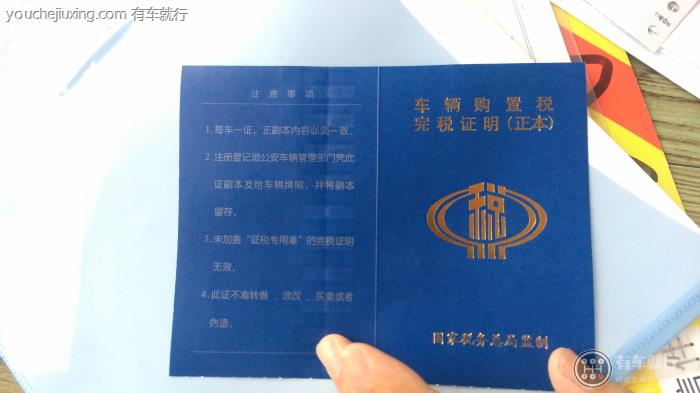 youchejiuxing.com 有车就行
注意事项
1.每车一证，正副本内容必须一致。
2.注册登记地公安车辆管理部门凭此
证副本发给车辆牌照，并将副本
留存。
3.未加盖“证税专用章”的完税证明
无效。
4.此证不准转借、涂改、买卖或者
伪造。
车辆购置税
完税证明(正本)
税
国家税务总局监制
有车就行